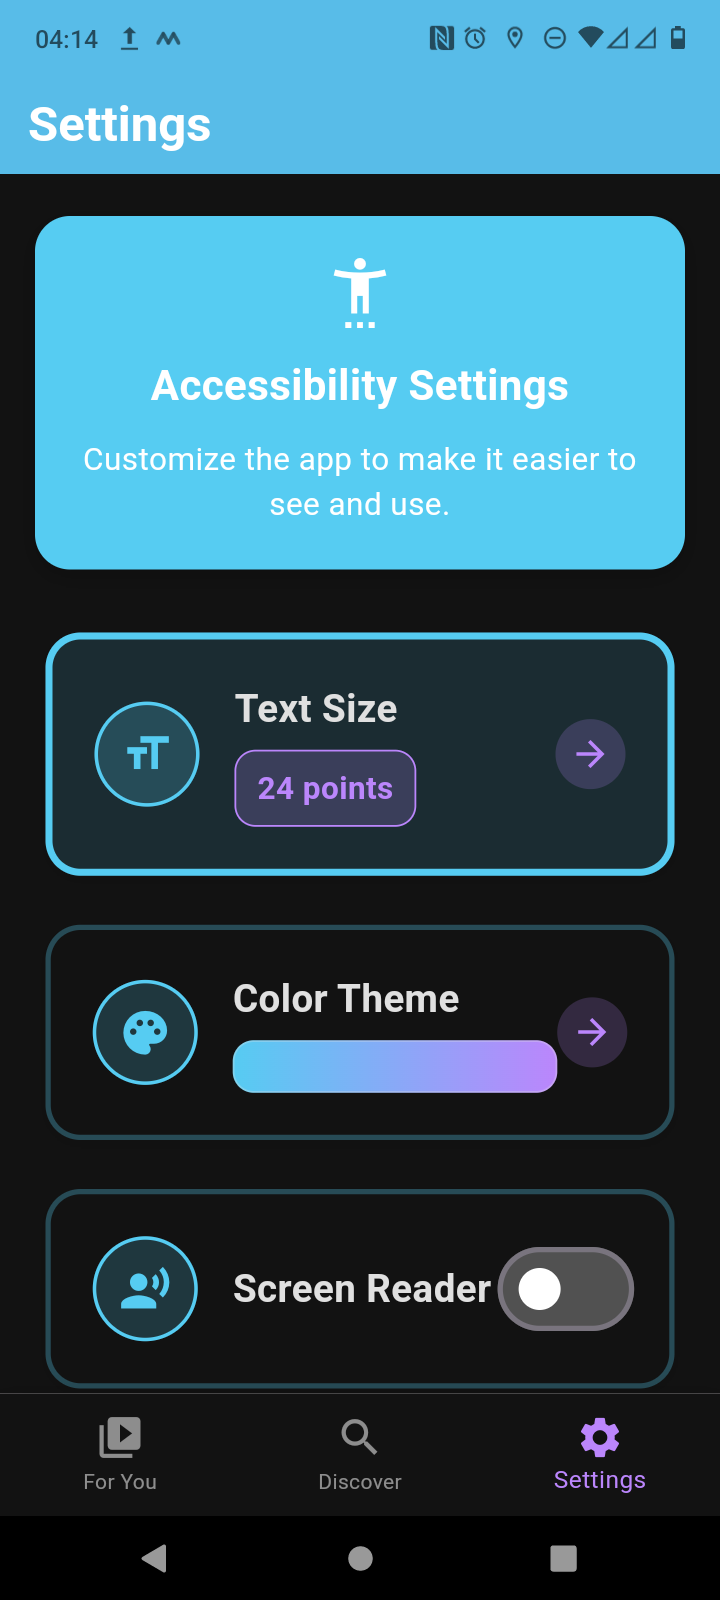 04:14
Settings
Accessibility Settings
Customize the app to make it easier to
see and use.
Text Size
24 points
Color Theme
Screen Reader
For You
Discover
Settings